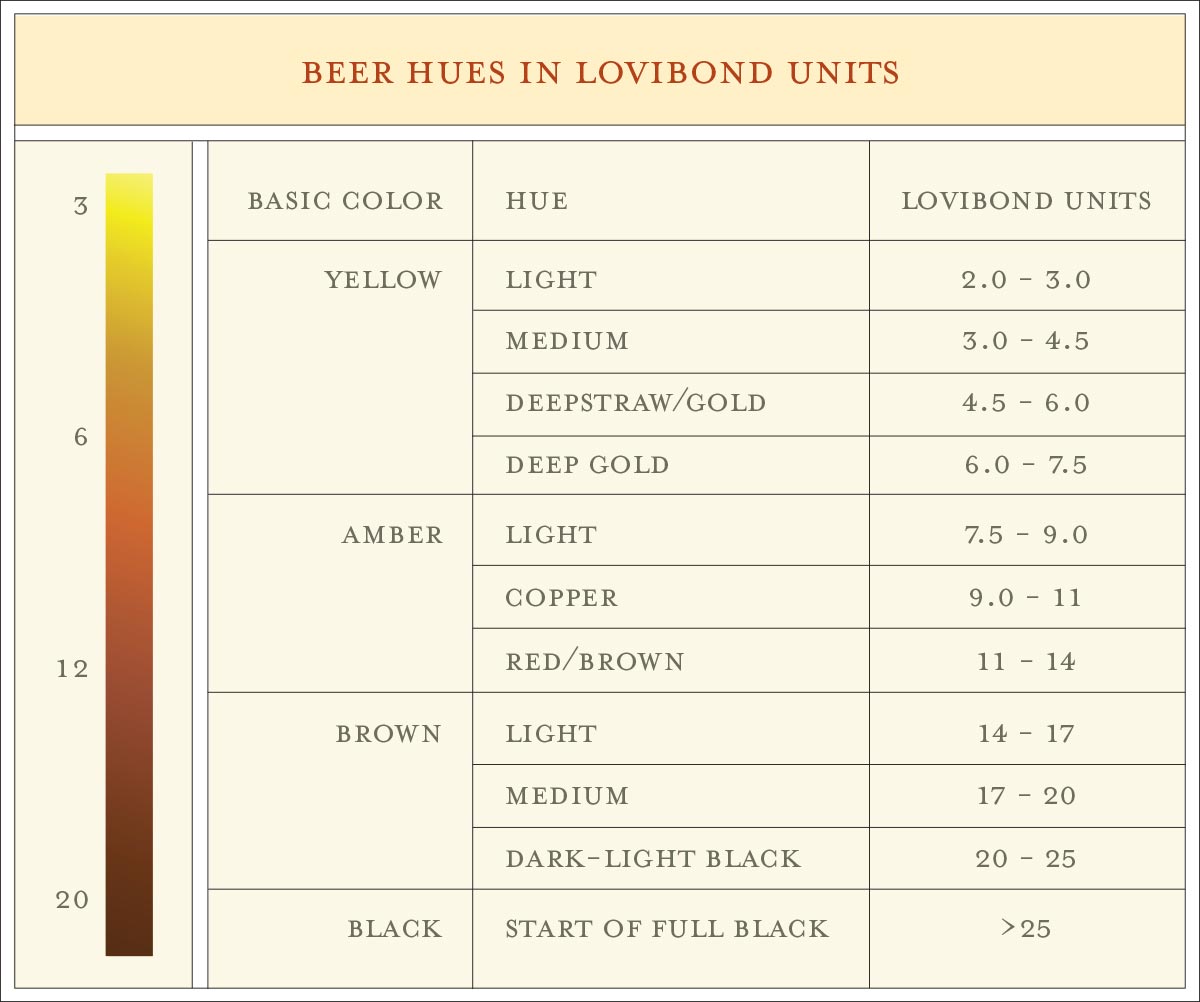 BEER HUES IN LOVIBOND UNITS
3
6
12
20
BASIC COLOR HUE LOVIBOND UNITS
YELLOW LIGHT 2.0 – 3.0
MEDIUM 3.0 – 4.5
DEEPSTRAW/GOLD 4.5 – 6.0
DEEP GOLD 6.0 – 7.5
AMBER LIGHT 7.5 – 9.0
COPPER 9.0 – 11
RED/BROWN 11 – 14
BROWN LIGHT 14 – 17
MEDIUM 17 – 20
DARK–LIGHT BLACK 20 – 25
BLACK START OF FULL BLACK >25